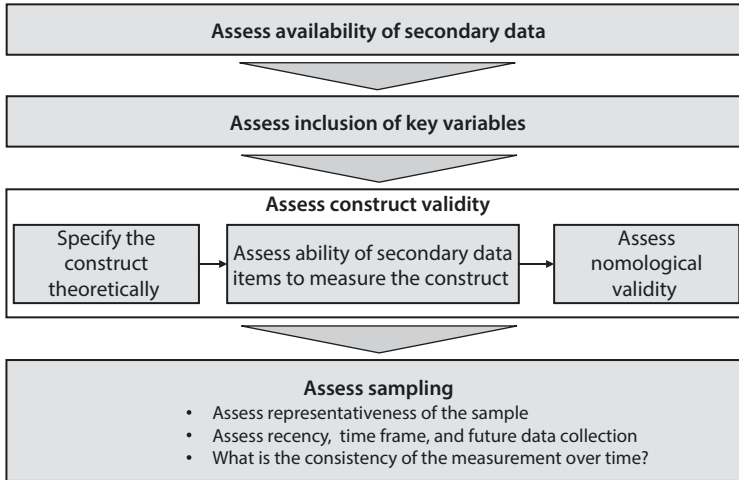 Assess availability of secondary data
Assess inclusion of key variables
Assess construct validity
Specify the
construct
theoretically
Assess ability of secondary data
items to measure the construct
Assess
nomological
validity
Assess sampling
• Assess representativeness of the sample
• Assess recency, time frame, and future data collection
• What is the consistency of the measurement over time?